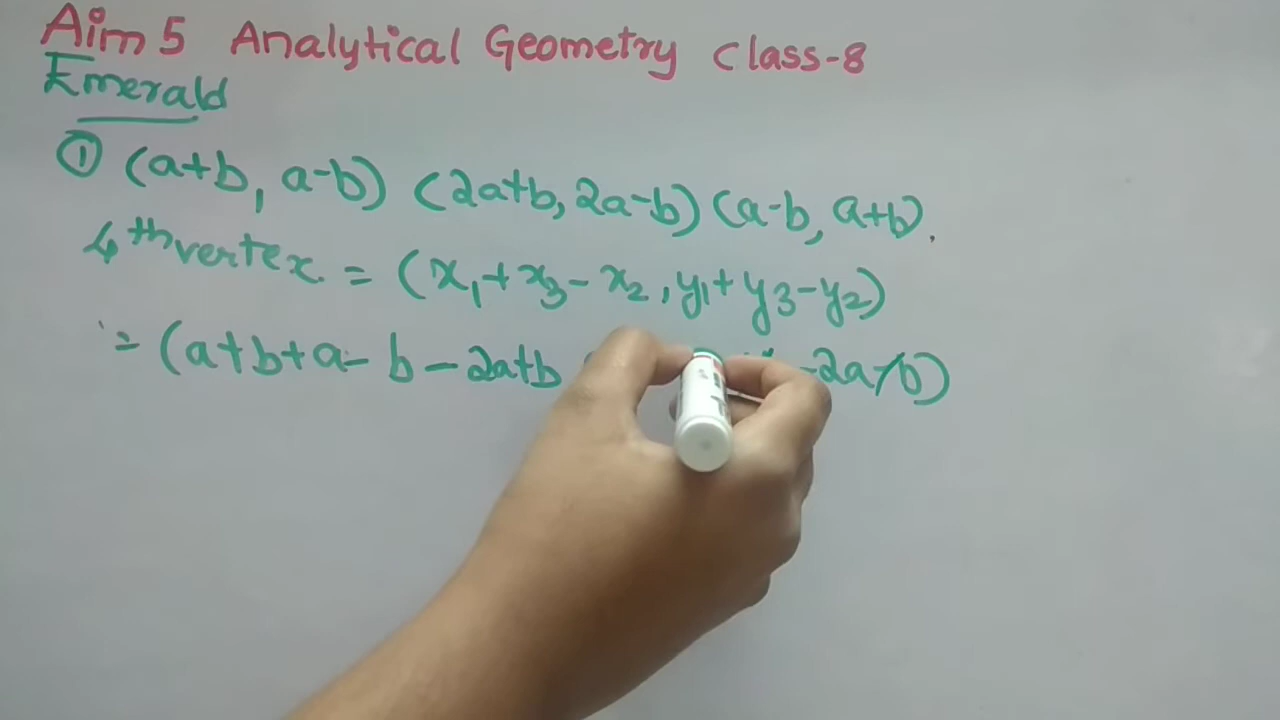 Aim 5 Analytical Geometry Class-8
Emerald
① (a+b, a-b) (2a+b, 2a-b) (a-b, a+b).
4th vertex = (x₁+x₃-x₂, y₁+y₃-y₂)
= (a+b+a-b-2a+b -2a-b)